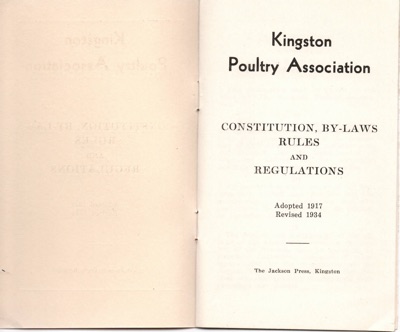 Kingston
Poultry Association
CONSTITUTION, BY-LAWS
RULES
AND
REGULATIONS
Adopted 1917
Revised 1934
The Jackson Press, Kingston